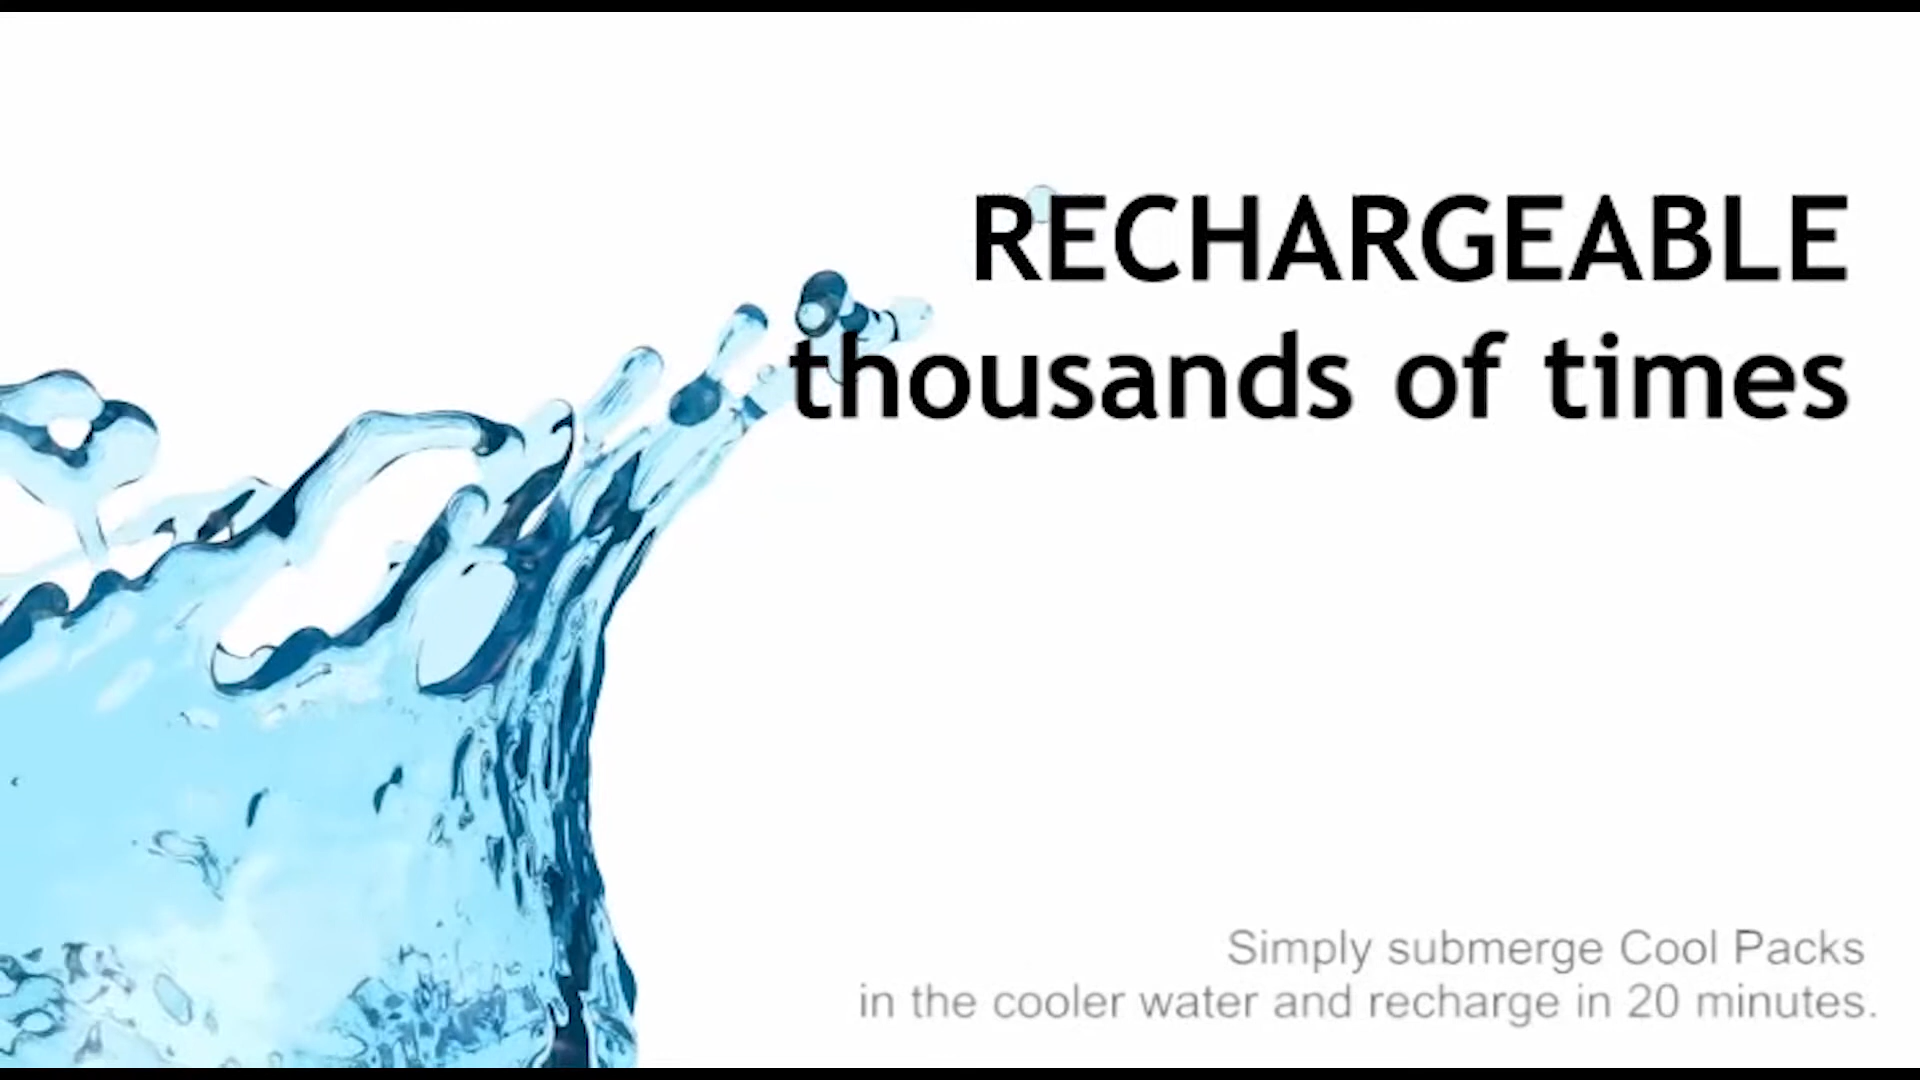 RECHARGEABLE
thousands of times
Simply submerge Cool Packs
in the cooler water and recharge in 20 minutes.